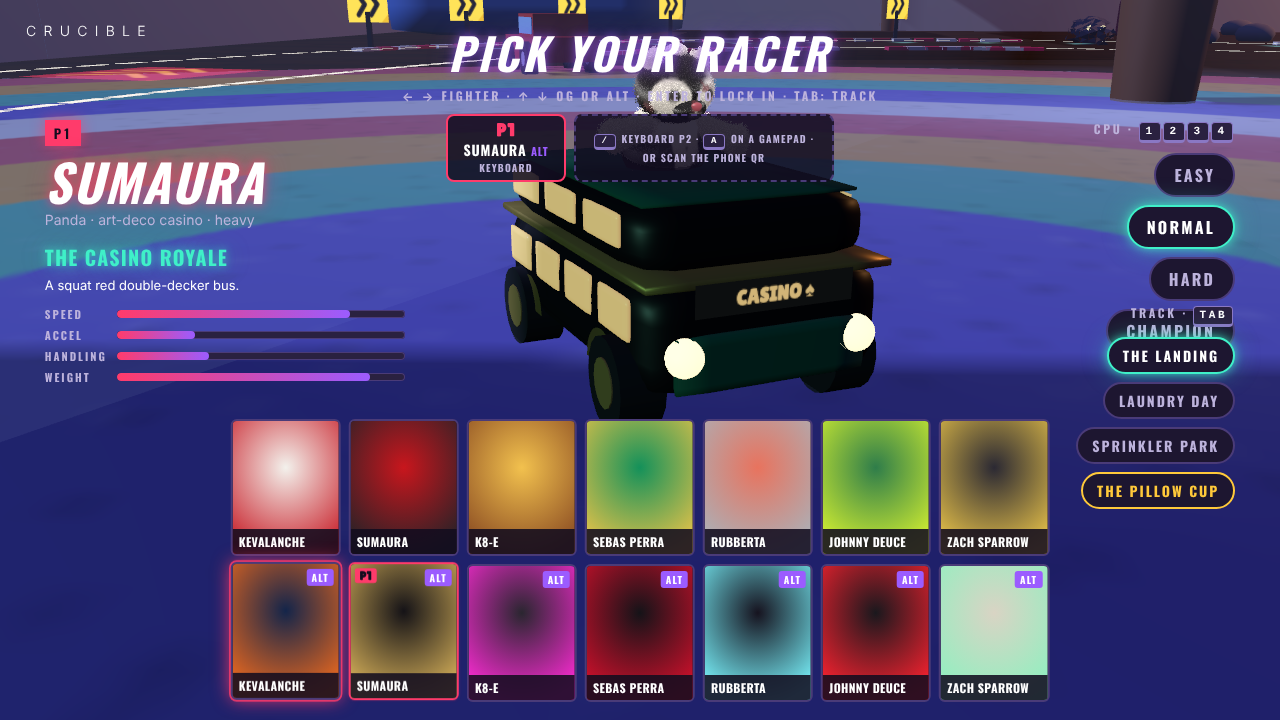 CRUCIBLE
PICK YOUR RACER
← → FIGHTER · ↑ ↓ OG OR ALT TO LOCK IN · TAB: TRACK
P1
SUMAURA
Panda · art-deco casino · heavy
THE CASINO ROYALE
A squat red double-decker bus.
SPEED
ACCEL
HANDLING
WEIGHT
P1
SUMAURA ALT
KEYBOARD
/ KEYBOARD P2 · A ON A GAMEPAD ·
OR SCAN THE PHONE QR
CASINO ♠
CPU · 1 2 3 4
EASY
NORMAL
HARD
TRACK · TAB
CHAMPION
THE LANDING
LAUNDRY DAY
SPRINKLER PARK
THE PILLOW CUP
KEVALANCHE
SUMAURA
K8-E
SEBAS PERRA
RUBBERTA
JOHNNY DEUCE
ZACH SPARROW
ALT
KEVALANCHE
P1
ALT
SUMAURA
ALT
K8-E
ALT
SEBAS PERRA
ALT
RUBBERTA
ALT
JOHNNY DEUCE
ALT
ZACH SPARROW